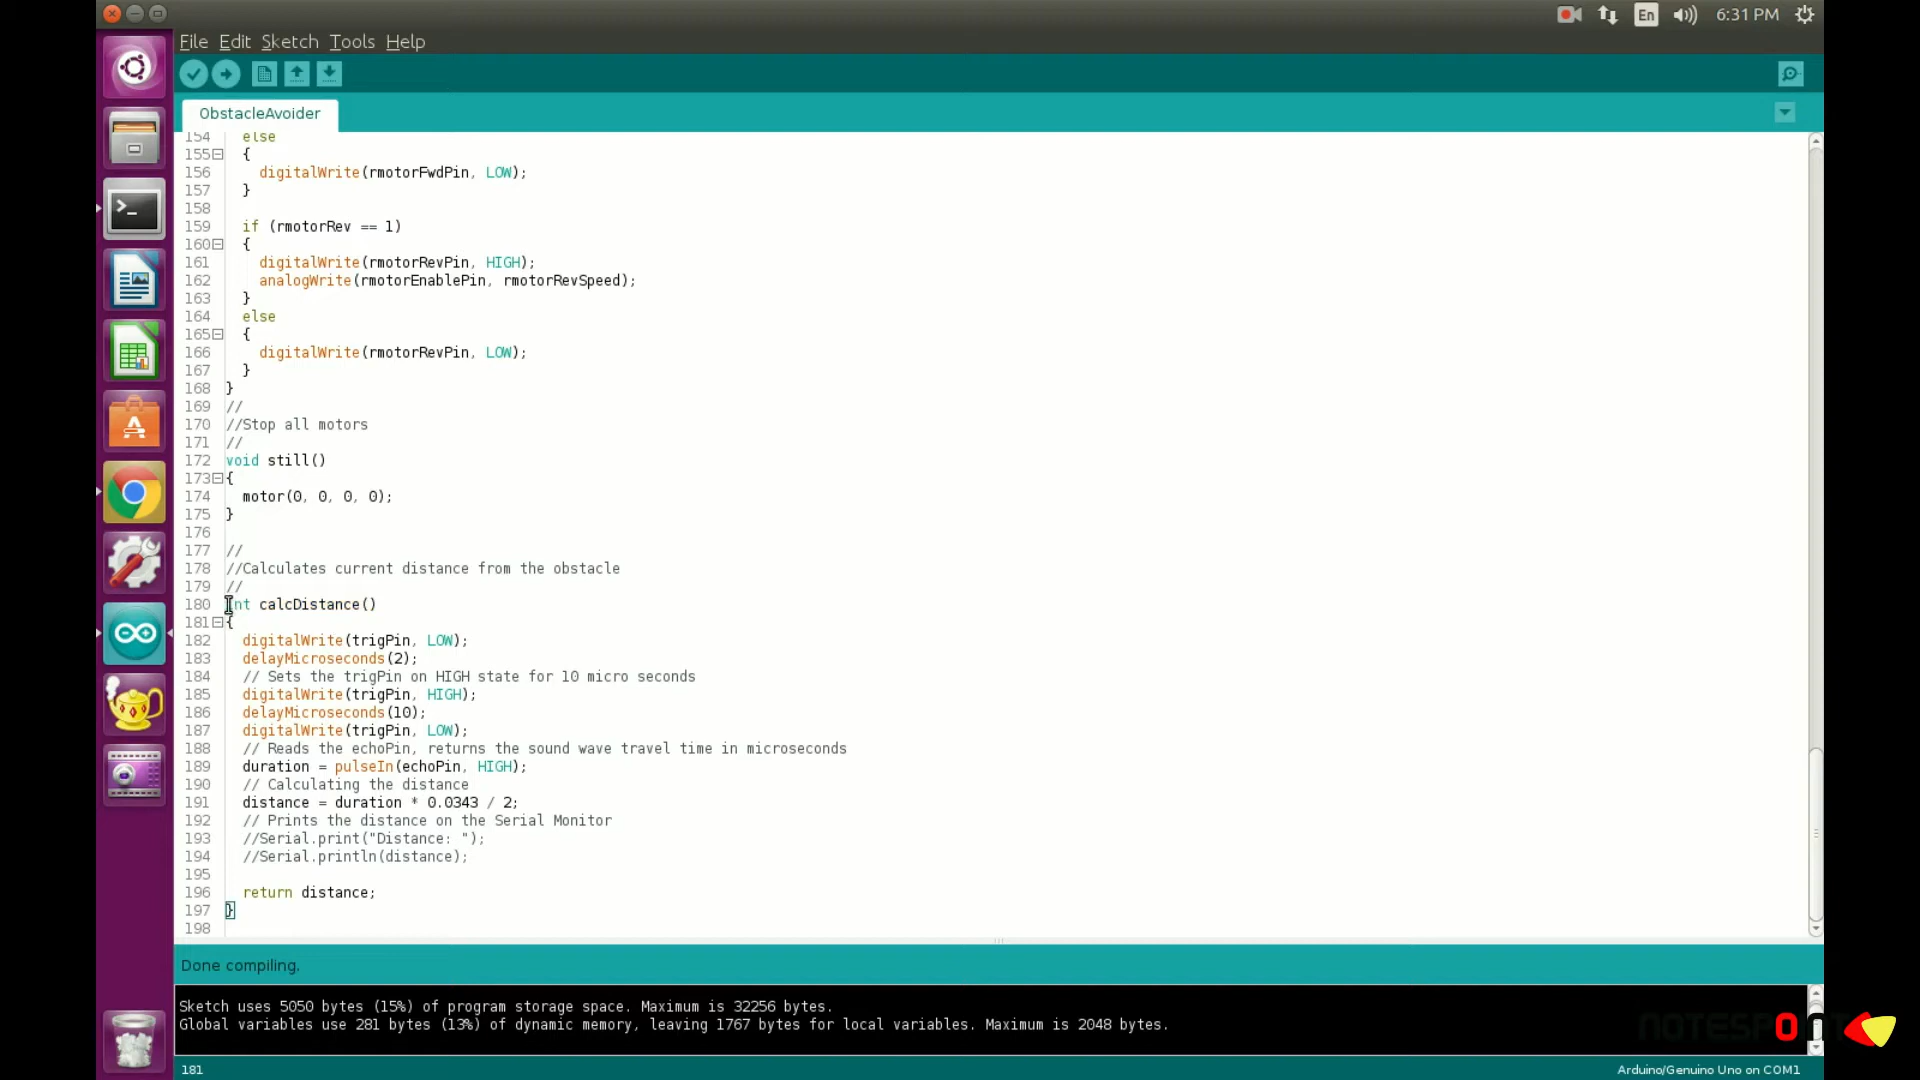 En 6:31 PM
File Edit Sketch Tools Help
ObstacleAvoider
154 else
155 {
156 digitalWrite(rmotorFwdPin, LOW);
157 }
158
159 if (rmotorRev == 1)
160 {
161 digitalWrite(rmotorRevPin, HIGH);
162 analogWrite(rmotorEnablePin, rmotorRevSpeed);
163 }
164 else
165 {
166 digitalWrite(rmotorRevPin, LOW);
167 }
168 }
169 //
170 //Stop all motors
171 //
172 void still()
173 {
174 motor(0, 0, 0, 0);
175 }
176
177 //
178 //Calculates current distance from the obstacle
179 //
180 int calcDistance()
181 {
182 digitalWrite(trigPin, LOW);
183 delayMicroseconds(2);
184 // Sets the trigPin on HIGH state for 10 micro seconds
185 digitalWrite(trigPin, HIGH);
186 delayMicroseconds(10);
187 digitalWrite(trigPin, LOW);
188 // Reads the echoPin, returns the sound wave travel time in microseconds
189 duration = pulseIn(echoPin, HIGH);
190 // Calculating the distance
191 distance = duration * 0.0343 / 2;
192 // Prints the distance on the Serial Monitor
193 //Serial.print("Distance: ");
194 //Serial.println(distance);
195
196 return distance;
197 }
198
Done compiling.
Sketch uses 5050 bytes (15%) of program storage space. Maximum is 32256 bytes.
Global variables use 281 bytes (13%) of dynamic memory, leaving 1767 bytes for local variables. Maximum is 2048 bytes.
181 Arduino/Genuino Uno on COM1